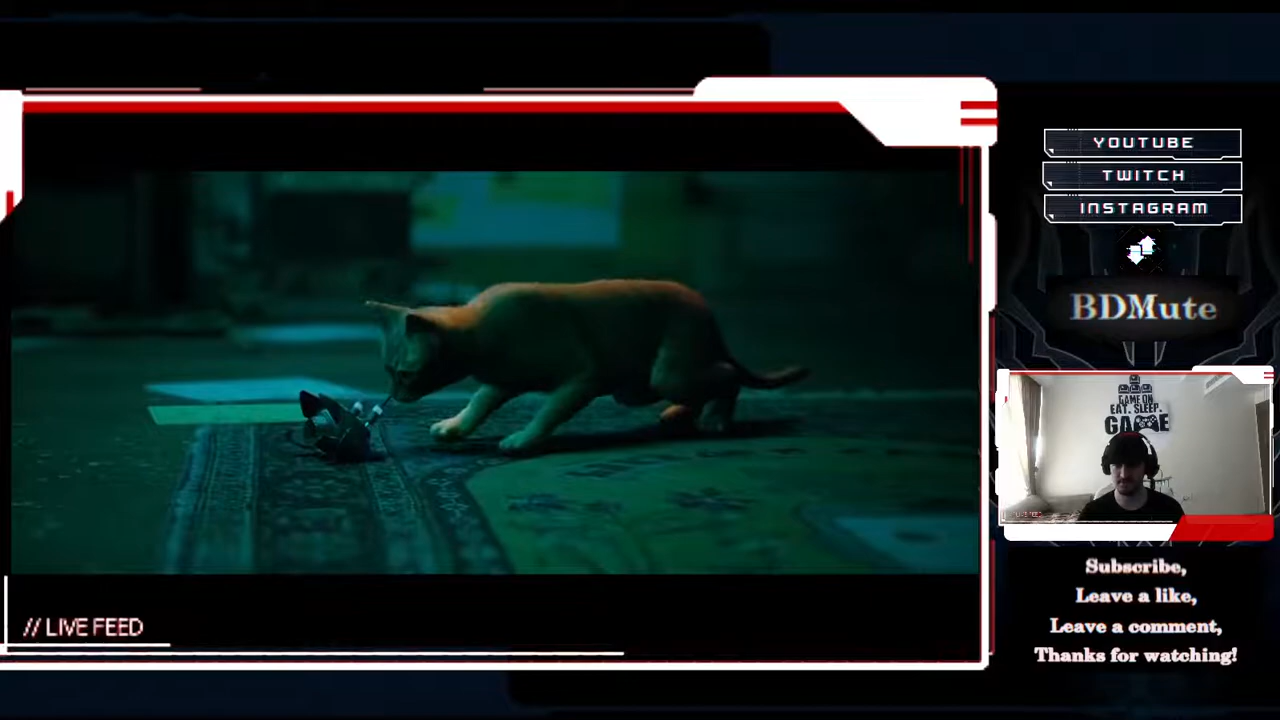 YOUTUBE
TWITCH
INSTAGRAM
BDMute
GAME ON
EAT. SLEEP.
GAME
// LIVE FEED
Subscribe,
Leave a like,
Leave a comment,
Thanks for watching!